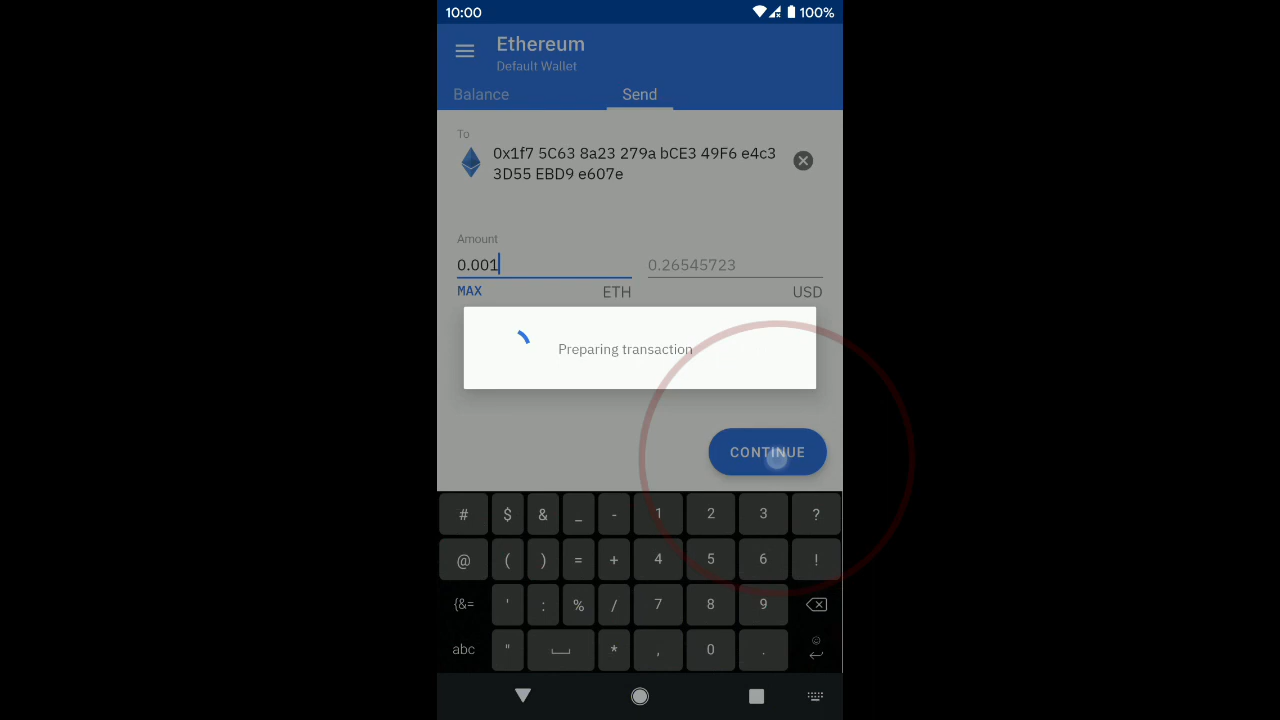 10:00 100%
Ethereum
Default Wallet
Balance Send
To
0x1f7 5C63 8a23 279a bCE3 49F6 e4c3
3D55 EBD9 e607e
Amount
0.001 0.26545723
MAX ETH USD
Preparing transaction
CONTINUE
# $ & _ - 1 2 3 ?
@ ( ) = + 4 5 6 !
{&= ' : % / 7 8 9
abc " * , 0 .